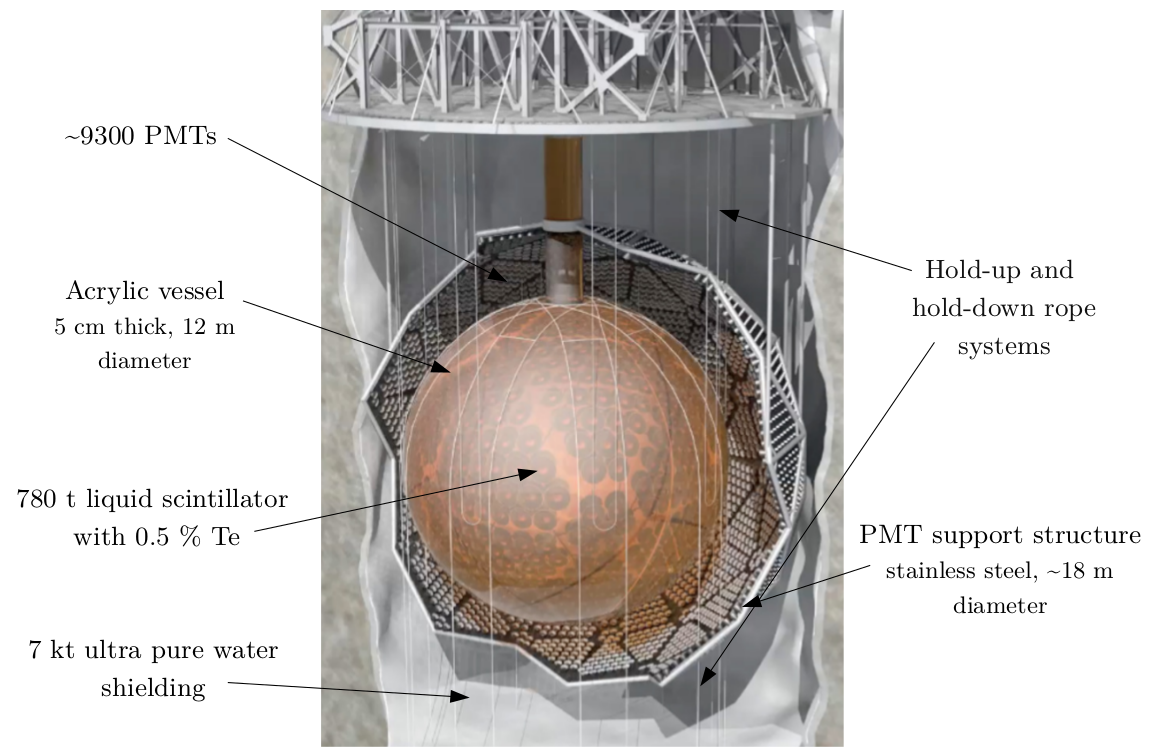 ~9300 PMTs
Acrylic vessel
5 cm thick, 12 m
diameter
780 t liquid scintillator
with 0.5 % Te
7 kt ultra pure water
shielding
Hold-up and
hold-down rope
systems
PMT support structure
stainless steel, ~18 m
diameter